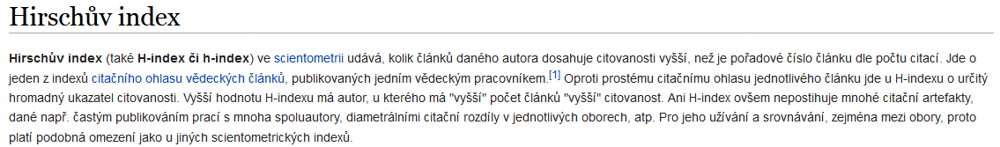 Hirschův index
Hirschův index (také H-index či h-index) ve scientometrii udává, kolik článků daného autora dosahuje citovanosti vyšší, než je pořadové číslo článku dle počtu citací. Jde o
jeden z indexů citačního ohlasu vědeckých článků, publikovaných jedním vědeckým pracovníkem.[1] Oproti prostému citačnímu ohlasu jednotlivého článku jde u H-indexu o určitý
hromadný ukazatel citovanosti. Vyšší hodnotu H-indexu má autor, u kterého má "vyšší" počet článků "vyšší" citovanost. Ani H-index ovšem nepostihuje mnohé citační artefakty,
dané např. častým publikováním prací s mnoha spoluautory, diametrálními citační rozdíly v jednotlivých oborech, atp. Pro jeho užívání a srovnávání, zejména mezi obory, proto
platí podobná omezení jako u jiných scientometrických indexů.